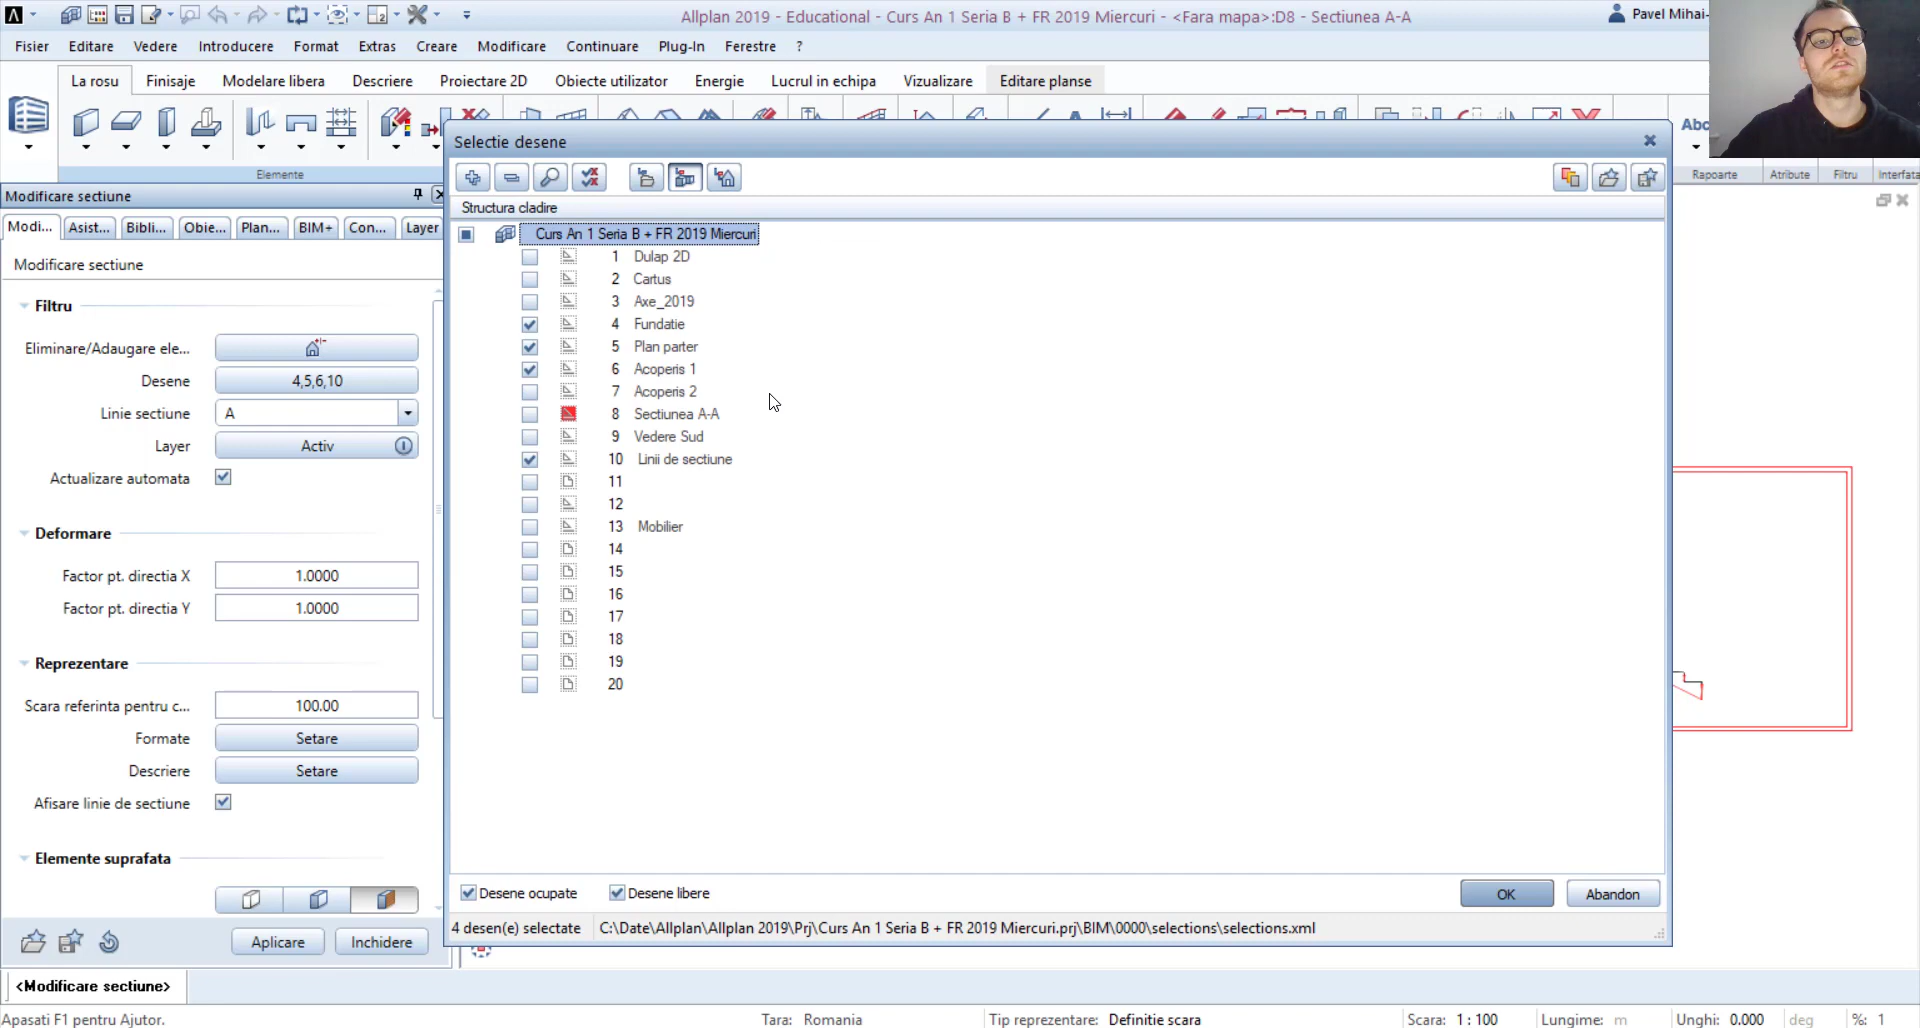 Allplan 2019 - Educational - Curs An 1 Seria B + FR 2019 Miercuri - <Fara mapa>:D8 - Sectiunea A-A
Pavel Mihai-
Fisier Editare Vedere Introducere Format Extras Creare Modificare Continuare Plug-In Ferestre ?
La rosu Finisaje Modelare libera Descriere Proiectare 2D Obiecte utilizator Energie Lucrul in echipa Vizualizare Editare planse
Elemente
Rapoarte Atribute Filtru Interfata
Modificare sectiune
Modi... Asist... Bibli... Obie... Plan... BIM+ Con... Layer
Modificare sectiune
Filtru
Eliminare/Adaugare ele...
Desene 4,5,6,10
Linie sectiune A
Layer Activ
Actualizare automata
Deformare
Factor pt. directia X 1.0000
Factor pt. directia Y 1.0000
Reprezentare
Scara referinta pentru c... 100.00
Formate Setare
Descriere Setare
Afisare linie de sectiune
Elemente suprafata
Aplicare Inchidere
Selectie desene
Structura cladire
Curs An 1 Seria B + FR 2019 Miercuri
1 Dulap 2D
2 Cartus
3 Axe_2019
4 Fundatie
5 Plan parter
6 Acoperis 1
7 Acoperis 2
8 Sectiunea A-A
9 Vedere Sud
10 Linii de sectiune
11
12
13 Mobilier
14
15
16
17
18
19
20
Desene ocupate Desene libere
OK Abandon
4 desen(e) selectate C:\Date\Allplan\Allplan 2019\Prj\Curs An 1 Seria B + FR 2019 Miercuri.prj\BIM\0000\selections\selections.xml
<Modificare sectiune>
Apasati F1 pentru Ajutor.
Tara: Romania Tip reprezentare: Definitie scara Scara: 1 : 100 Lungime: m Unghi: 0.000 deg %: 1